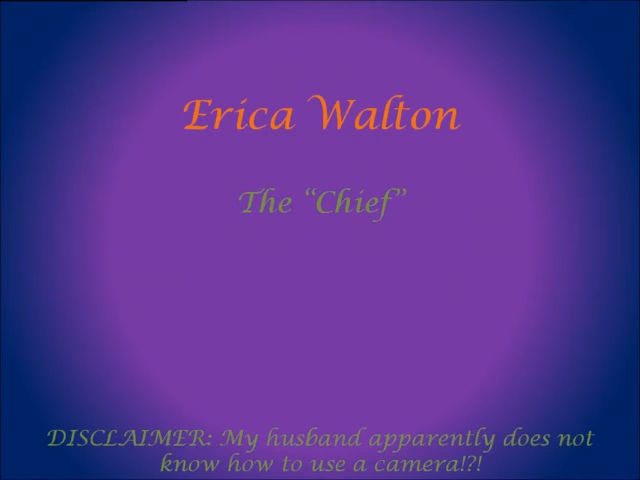 Erica Walton
The “Chief”
DISCLAIMER: My husband apparently does not
know how to use a camera!?!